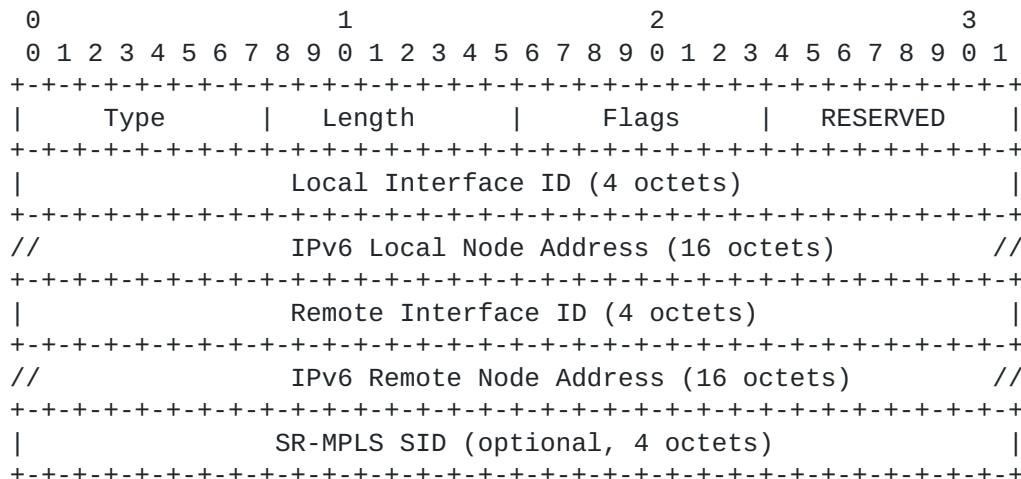 0                   1                   2                   3
 0 1 2 3 4 5 6 7 8 9 0 1 2 3 4 5 6 7 8 9 0 1 2 3 4 5 6 7 8 9 0 1
+-+-+-+-+-+-+-+-+-+-+-+-+-+-+-+-+-+-+-+-+-+-+-+-+-+-+-+-+-+-+-+-+
|     Type      |   Length      |     Flags     |   RESERVED    |
+-+-+-+-+-+-+-+-+-+-+-+-+-+-+-+-+-+-+-+-+-+-+-+-+-+-+-+-+-+-+-+-+
|                 Local Interface ID (4 octets)                 |
+-+-+-+-+-+-+-+-+-+-+-+-+-+-+-+-+-+-+-+-+-+-+-+-+-+-+-+-+-+-+-+-+
//                IPv6 Local Node Address (16 octets)          //
+-+-+-+-+-+-+-+-+-+-+-+-+-+-+-+-+-+-+-+-+-+-+-+-+-+-+-+-+-+-+-+-+
|                 Remote Interface ID (4 octets)                |
+-+-+-+-+-+-+-+-+-+-+-+-+-+-+-+-+-+-+-+-+-+-+-+-+-+-+-+-+-+-+-+-+
//                IPv6 Remote Node Address (16 octets)         //
+-+-+-+-+-+-+-+-+-+-+-+-+-+-+-+-+-+-+-+-+-+-+-+-+-+-+-+-+-+-+-+-+
|                SR-MPLS SID (optional, 4 octets)               |
+-+-+-+-+-+-+-+-+-+-+-+-+-+-+-+-+-+-+-+-+-+-+-+-+-+-+-+-+-+-+-+-+